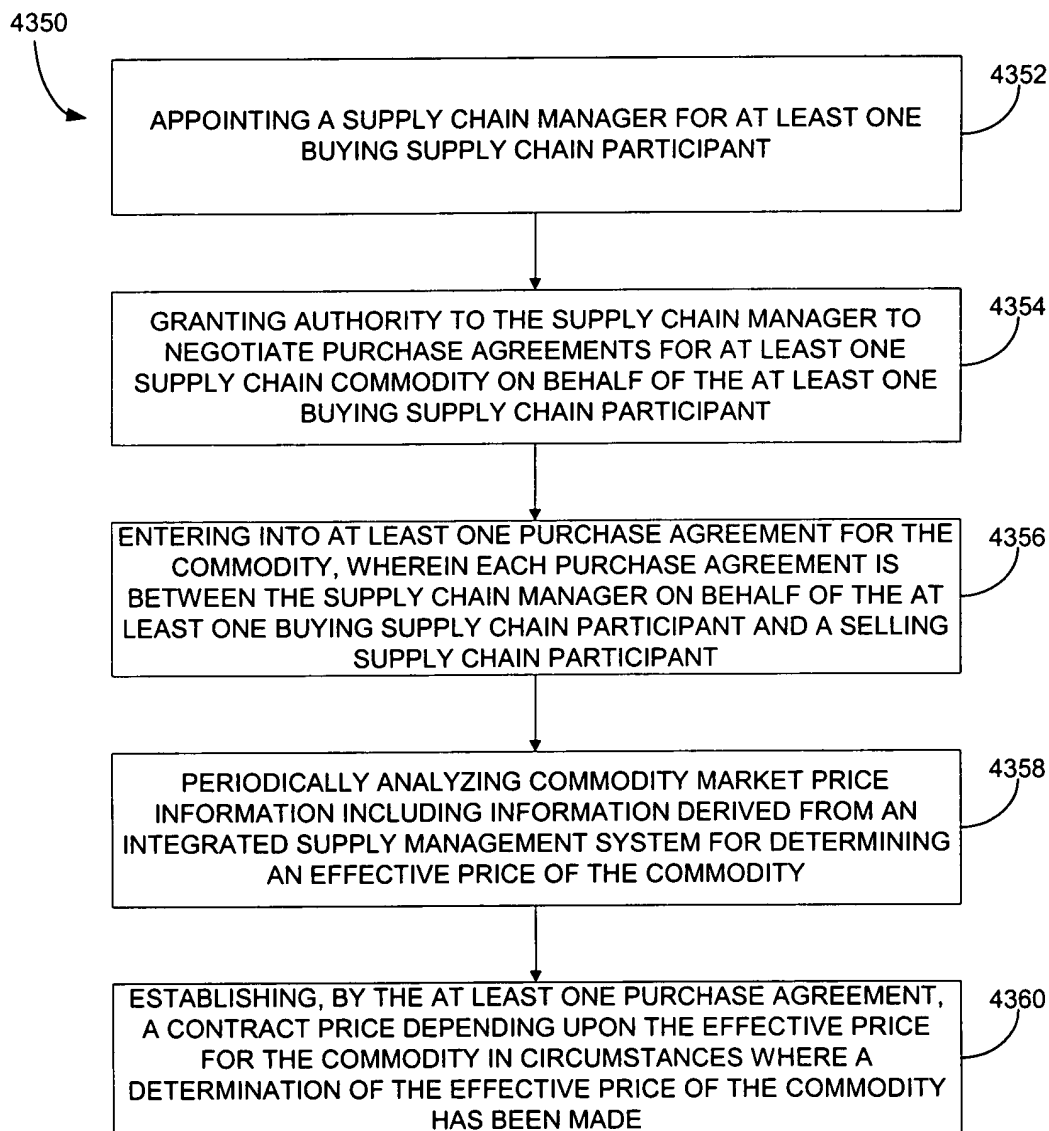 4350
4352
APPOINTING A SUPPLY CHAIN MANAGER FOR AT LEAST ONE
BUYING SUPPLY CHAIN PARTICIPANT
4354
GRANTING AUTHORITY TO THE SUPPLY CHAIN MANAGER TO
NEGOTIATE PURCHASE AGREEMENTS FOR AT LEAST ONE
SUPPLY CHAIN COMMODITY ON BEHALF OF THE AT LEAST ONE
BUYING SUPPLY CHAIN PARTICIPANT
4356
ENTERING INTO AT LEAST ONE PURCHASE AGREEMENT FOR THE
COMMODITY, WHEREIN EACH PURCHASE AGREEMENT IS
BETWEEN THE SUPPLY CHAIN MANAGER ON BEHALF OF THE AT
LEAST ONE BUYING SUPPLY CHAIN PARTICIPANT AND A SELLING
SUPPLY CHAIN PARTICIPANT
4358
PERIODICALLY ANALYZING COMMODITY MARKET PRICE
INFORMATION INCLUDING INFORMATION DERIVED FROM AN
INTEGRATED SUPPLY MANAGEMENT SYSTEM FOR DETERMINING
AN EFFECTIVE PRICE OF THE COMMODITY
4360
ESTABLISHING, BY THE AT LEAST ONE PURCHASE AGREEMENT,
A CONTRACT PRICE DEPENDING UPON THE EFFECTIVE PRICE
FOR THE COMMODITY IN CIRCUMSTANCES WHERE A
DETERMINATION OF THE EFFECTIVE PRICE OF THE COMMODITY
HAS BEEN MADE